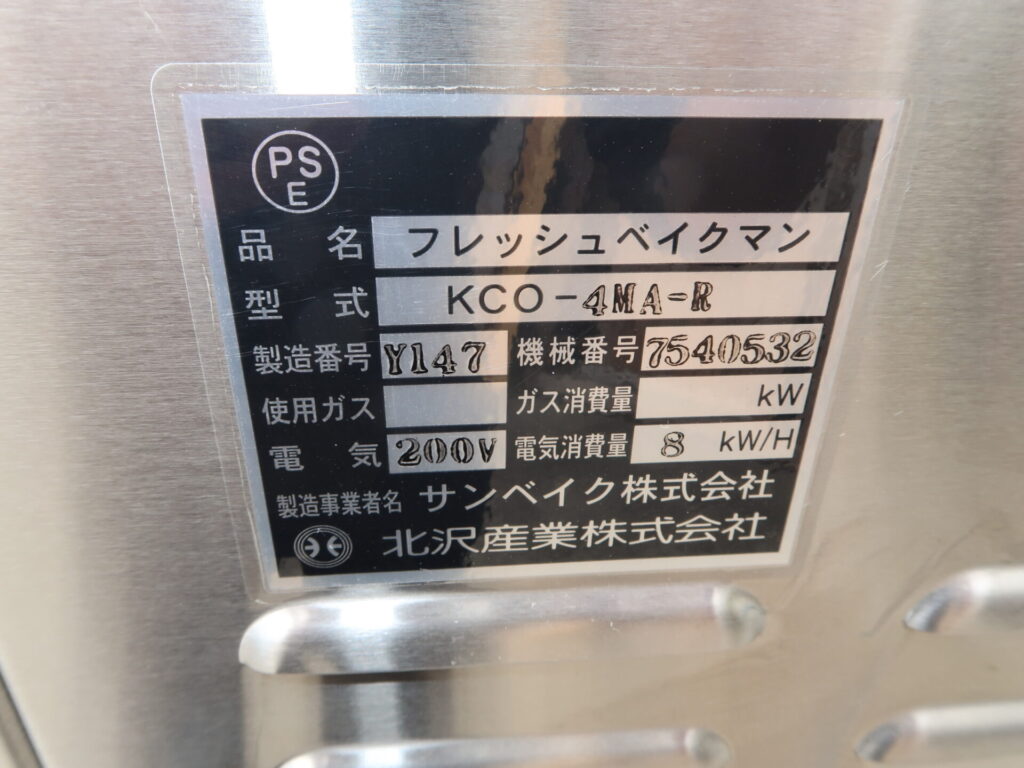 PS
E
品名 フレッシュベイクマン
型式 KCO-4MA-R
製造番号 Y147 機械番号 7540532
使用ガス ガス消費量 kW
電気 200V 電気消費量 8 kW/H
製造事業者名 サンベイク株式会社
北沢産業株式会社